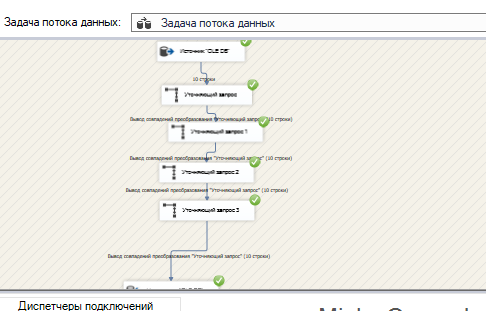 Задача потока данных: Задача потока данных
Источник "OLE DB"
10 строки
Уточняющий запрос
Вывод совпадений преобразования "Уточняющий запрос" (10 строки)
Уточняющий запрос 1
Вывод совпадений преобразования "Уточняющий запрос" (10 строки)
Уточняющий запрос 2
Вывод совпадений преобразования "Уточняющий запрос" (10 строки)
Уточняющий запрос 3
Вывод совпадений преобразования "Уточняющий запрос" (10 строки)
Диспетчеры подключений